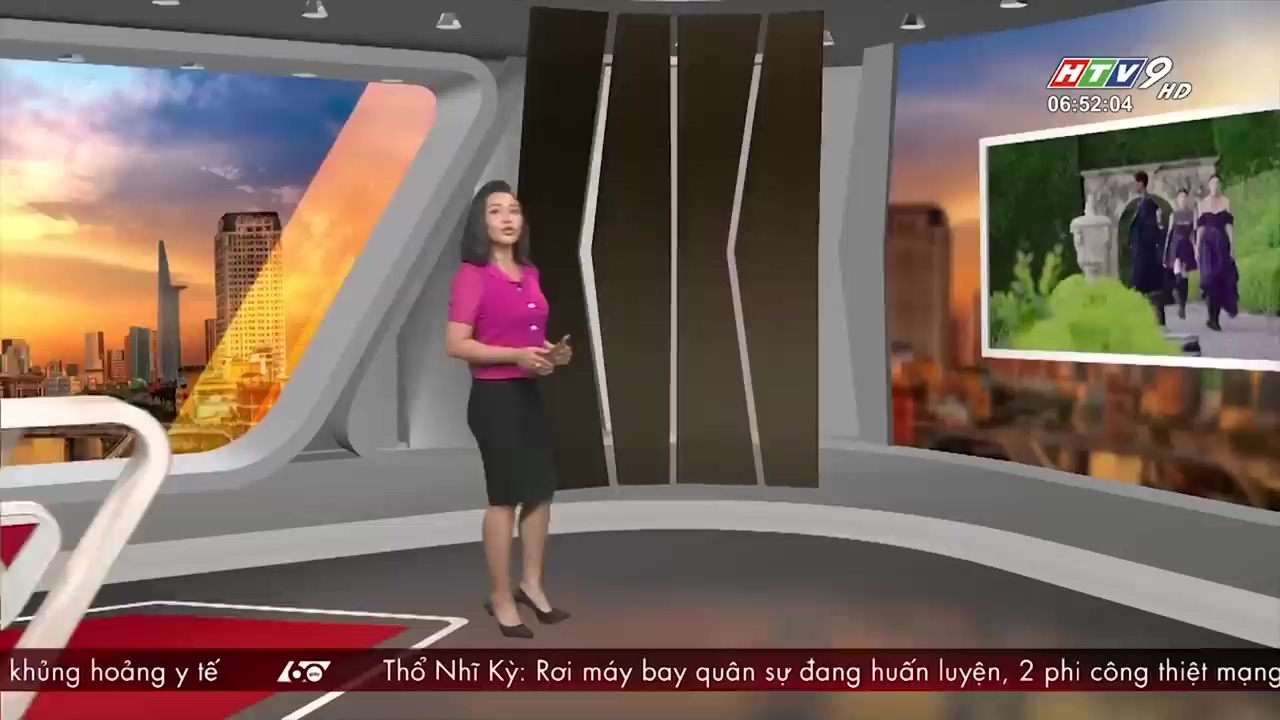 HTV9 HD
06:52:04
khủng hoảng y tế
Thổ Nhĩ Kỳ: Rơi máy bay quân sự đang huấn luyện, 2 phi công thiệt mạng